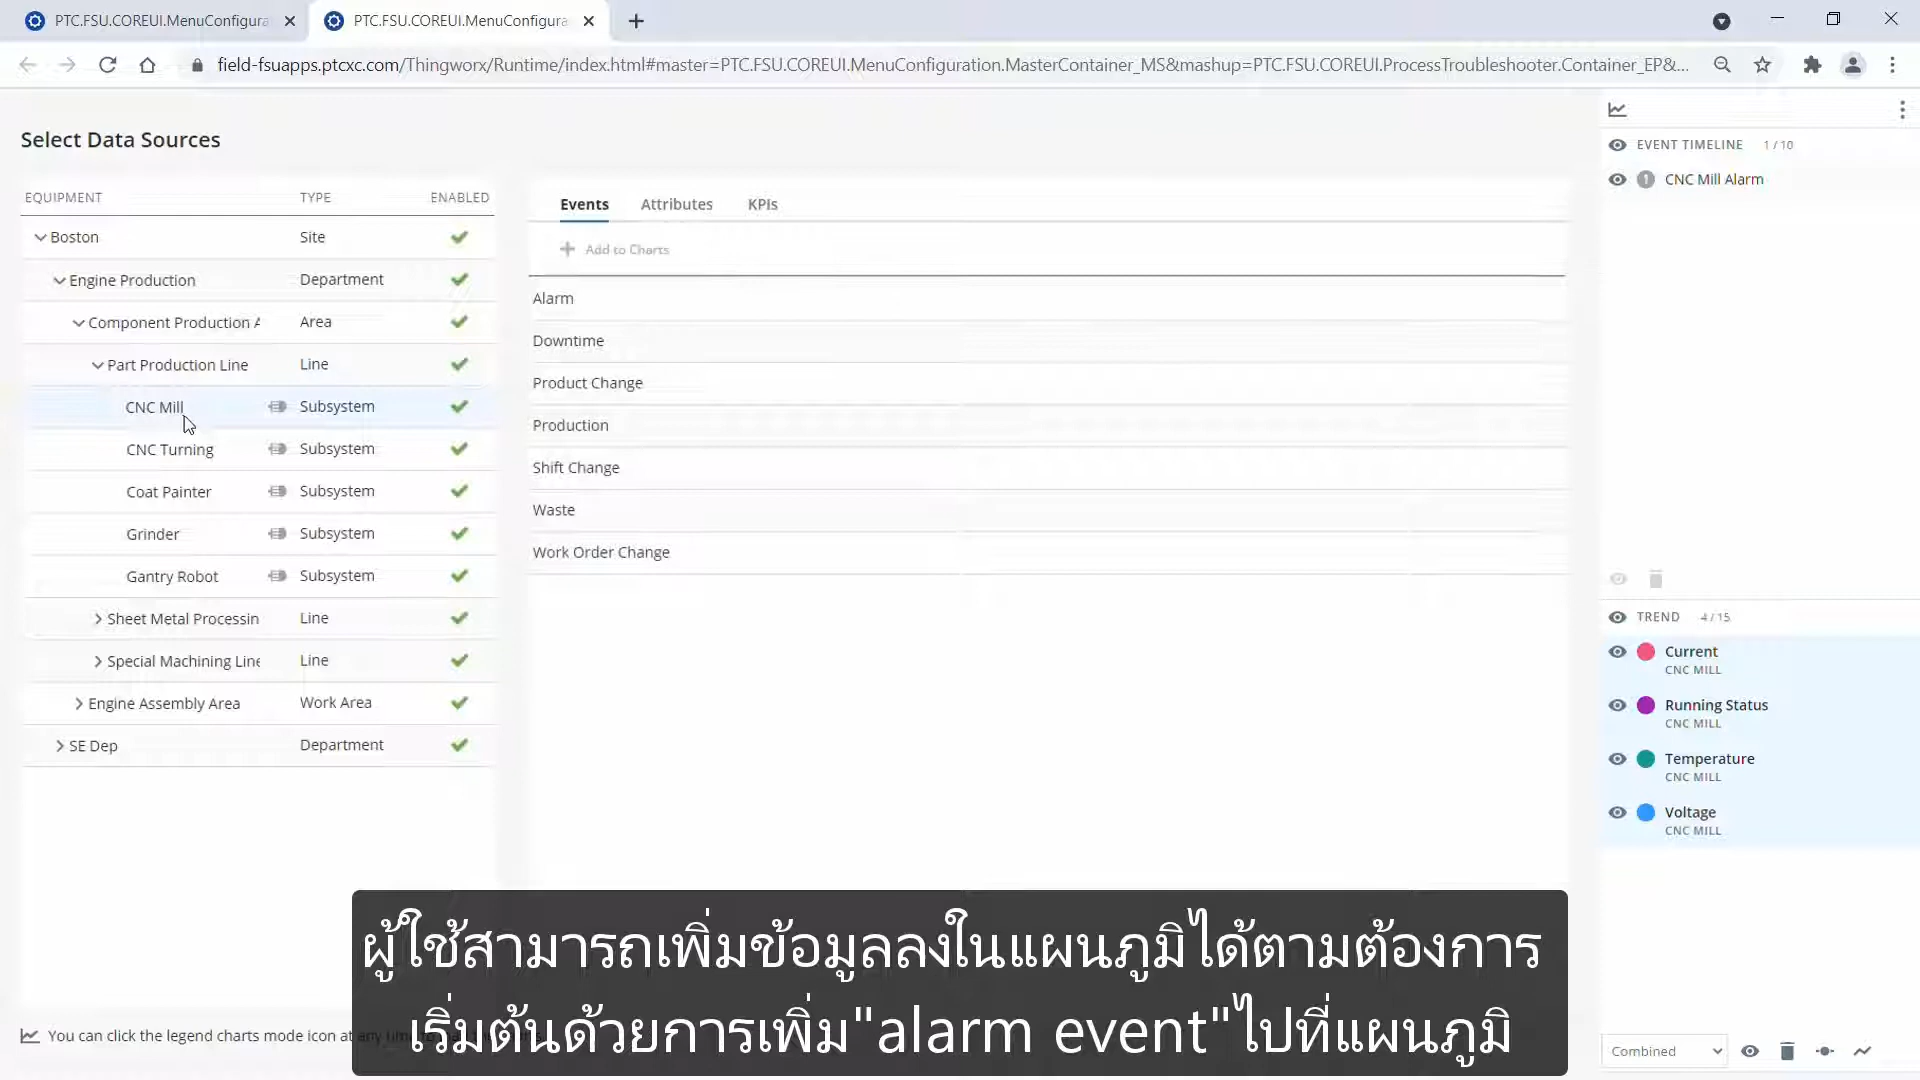 PTC.FSU.COREUI.MenuConfigura
PTC.FSU.COREUI.MenuConfigura
field-fsuapps.ptcxc.com/Thingworx/Runtime/index.html#master=PTC.FSU.COREUI.MenuConfiguration.MasterContainer_MS&mashup=PTC.FSU.COREUI.ProcessTroubleshooter.Container_EP&...
Select Data Sources
EQUIPMENT TYPE ENABLED
Boston Site
Engine Production Department
Component Production A Area
Part Production Line Line
CNC Mill Subsystem
CNC Turning Subsystem
Coat Painter Subsystem
Grinder Subsystem
Gantry Robot Subsystem
Sheet Metal Processin Line
Special Machining Line Line
Engine Assembly Area Work Area
SE Dep Department
Events Attributes KPIs
Add to Charts
Alarm
Downtime
Product Change
Production
Shift Change
Waste
Work Order Change
EVENT TIMELINE 1 / 10
1 CNC Mill Alarm
TREND 4 / 15
Current
CNC MILL
Running Status
CNC MILL
Temperature
CNC MILL
Voltage
CNC MILL
Combined
You can click the legend charts mode icon at
ผู้ใช้สามารถเพิ่มข้อมูลลงในแผนภูมิได้ตามต้องการ
เริ่มต้นด้วยการเพิ่ม"alarm event"ไปที่แผนภูมิ